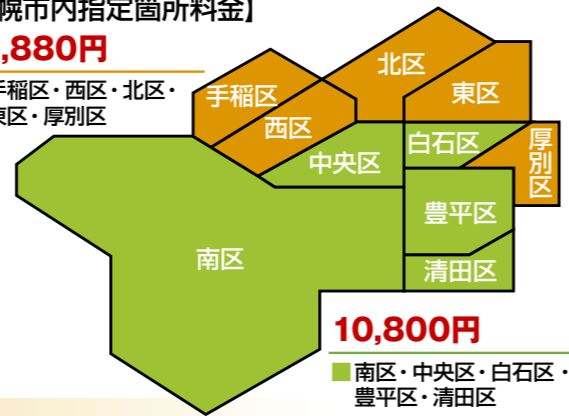 幌市内指定箇所料金】
,880円
手稲区・西区・北区・
東区・厚別区
北区
手稲区
東区
西区
白石区
厚別区
中央区
豊平区
南区
清田区
10,800円
■南区・中央区・白石区・
豊平区・清田区